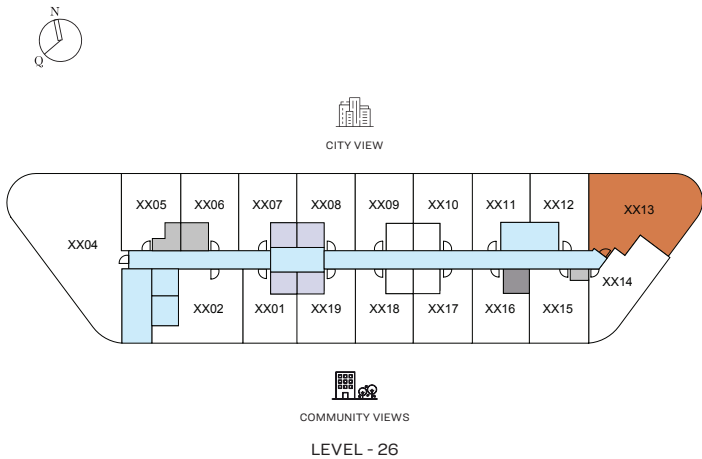 N
Q
CITY VIEW
XX05 XX06 XX07 XX08 XX09 XX10 XX11 XX12 XX13
XX04
XX14
XX02 XX01 XX19 XX18 XX17 XX16 XX15
COMMUNITY VIEWS
LEVEL - 26